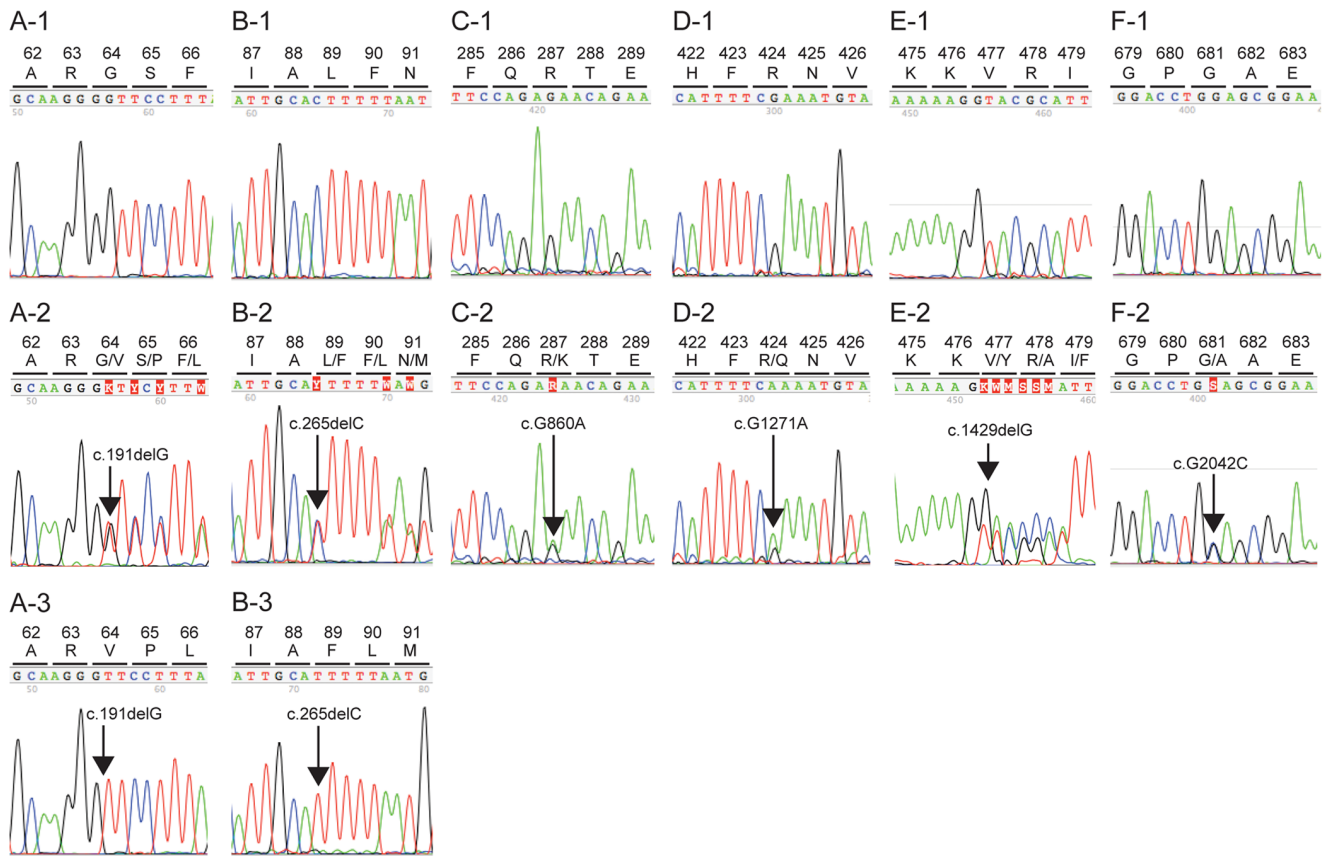 A-1 B-1 C-1 D-1 E-1 F-1
62 63 64 65 66 87 88 89 90 91 285 286 287 288 289 422 423 424 425 426 475 476 477 478 479 679 680 681 682 683
A R G S F I A L F N F Q R T E H F R N V K K V R I G P G A E
GCAAGGGGTTCCTTT ATTGCACTTTTTAAT TTCCAGAGAACAGAA CATTTTCGAAATGTA AAAAAGGTACGCATT GGACCTGGAGCGGAA
50 60 60 70 420 300 450 460 400
A-2 B-2 C-2 D-2 E-2 F-2
62 63 64 65 66 87 88 89 90 91 285 286 287 288 289 422 423 424 425 426 475 476 477 478 479 679 680 681 682 683
A R G/V S/P F/L I A L/F F/L N/M F Q R/K T E H F R/Q N V K K V/Y R/A I/F G P G/A A E
GCAAGGGKTYCYTTW ATTGCAYTTTTWAWG TTCCAGARAACAGAA CATTTTCAAAATGTA AAAAAGKWMSSMATT GGACCTGSAGCGGAA
50 60 60 70 420 430 300 450 460 400
c.191delG c.265delC c.G860A c.G1271A c.1429delG c.G2042C
A-3 B-3
62 63 64 65 66 87 88 89 90 91
A R V P L I A F L M
GCAAGGGTTCCTTTA ATTGCATTTTTAATG
50 60 70 80
c.191delG c.265delC